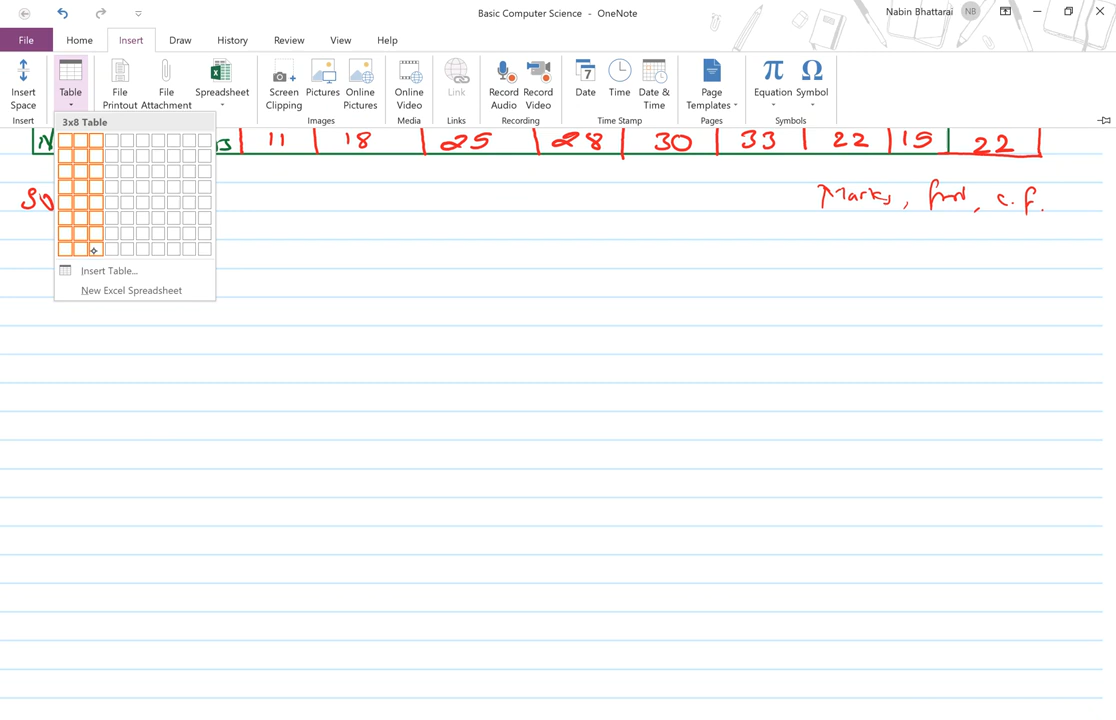 Basic Computer Science - OneNote
Nabin Bhattarai NB
File Home Insert Draw History Review View Help
Insert Space
Table
File Printout
File Attachment
Spreadsheet
Screen Clipping
Pictures
Online Pictures
Online Video
Link
Record Audio
Record Video
Date
Time
Date & Time
Page Templates
Equation
Symbol
Insert Images Media Links Recording Time Stamp Pages Symbols
3x8 Table
11 18 25 28 30 33 22 15 22
Marks, , c.f.
Insert Table...
New Excel Spreadsheet